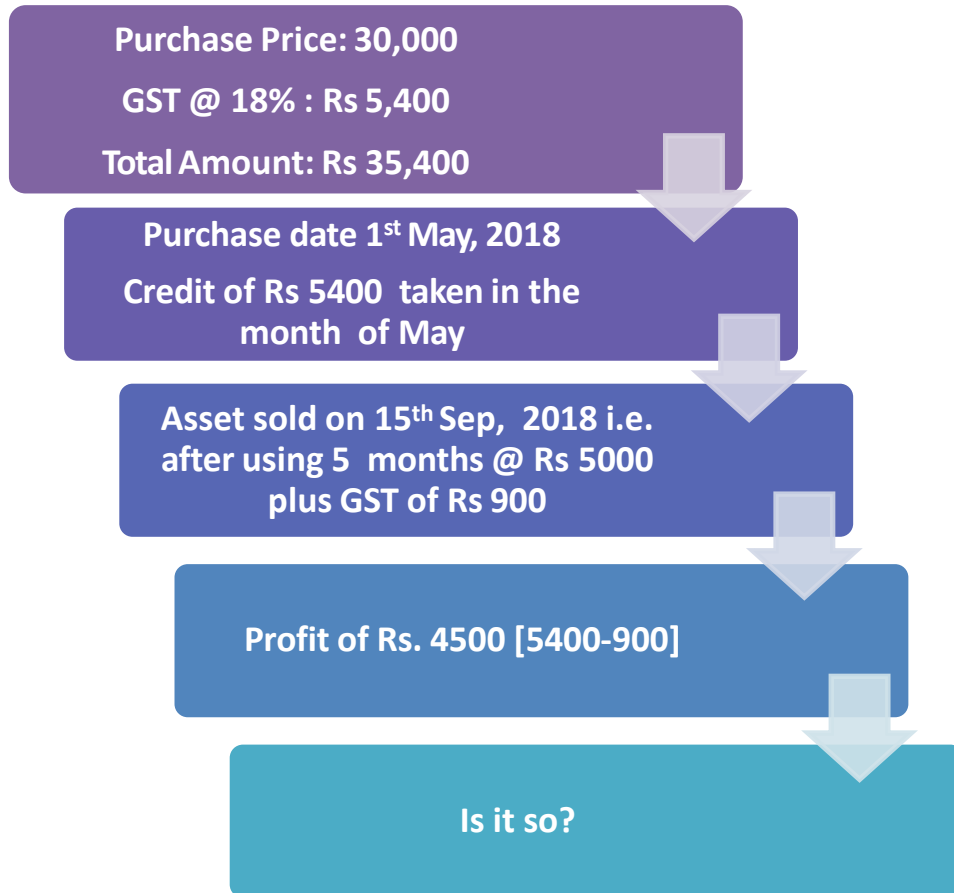 Purchase Price: 30,000
GST @ 18% : Rs 5,400
Total Amount: Rs 35,400
Purchase date 1st May, 2018
Credit of Rs 5400 taken in the
month of May
Asset sold on 15th Sep, 2018 i.e.
after using 5 months @ Rs 5000
plus GST of Rs 900
Profit of Rs. 4500 [5400-900]
Is it so?